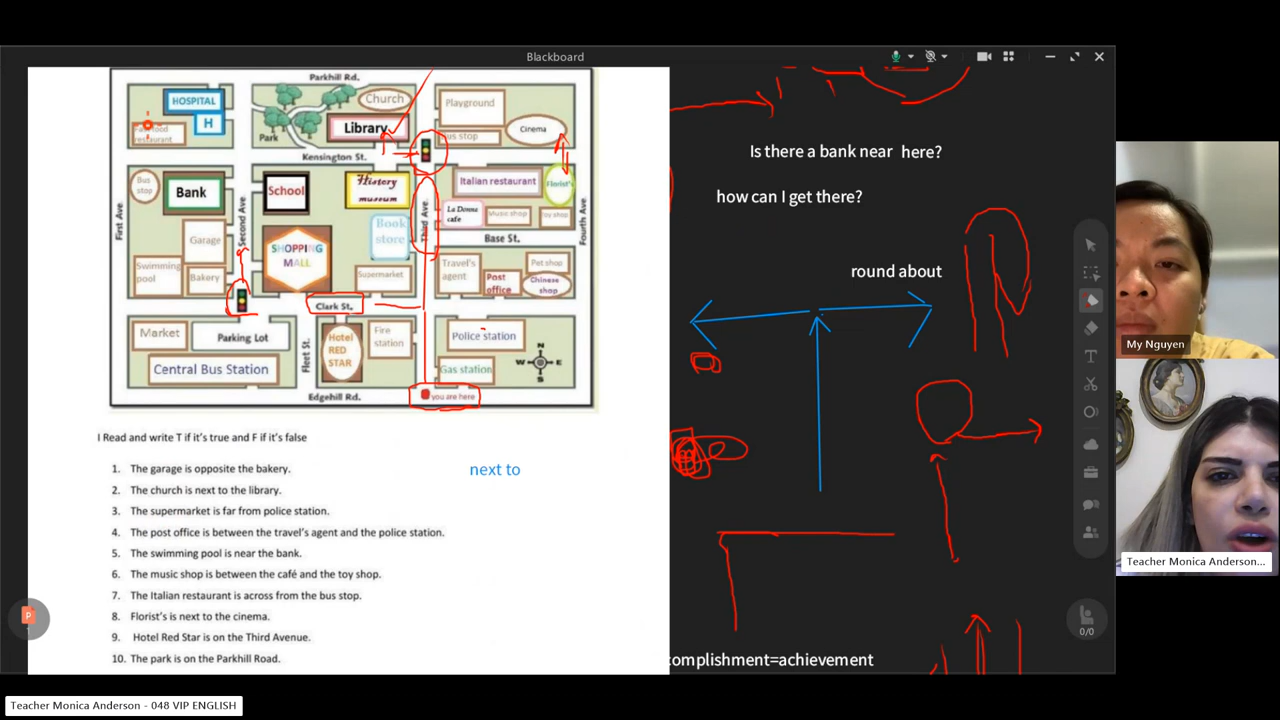 Blackboard
Parkhill Rd.
HOSPITAL
H
Fast food
restaurant
Park
Church
Library
Playground
us stop
Cinema
Kensington St.
Bus
stop
Bank
School
History
museum
Italian restaurant
Florist's
La Donna
cafe
Music shop
toy shop
First Ave.
Second Ave.
Third Ave.
Fourth Ave.
Book
store
Base St.
Garage
SHOPPING
MALL
Swimming
pool
Bakery
Supermarket
Travel's
agent
Post
office
Pet shop
Chinese
shop
Clark St.
Market
Parking Lot
Fleet St.
Hotel
RED
STAR
Fire
station
Police station
Central Bus Station
Gas station
N
W
E
S
Edgehill Rd.
you are here
I Read and write T if it's true and F if it's false
1. The garage is opposite the bakery.
2. The church is next to the library.
3. The supermarket is far from police station.
4. The post office is between the travel's agent and the police station.
5. The swimming pool is near the bank.
6. The music shop is between the café and the toy shop.
7. The Italian restaurant is across from the bus stop.
8. Florist's is next to the cinema.
9. Hotel Red Star is on the Third Avenue.
10. The park is on the Parkhill Road.
next to
Is there a bank near here?
how can I get there?
round about
omplishment=achievement
0/0
My Nguyen
Teacher Monica Anderson...
Teacher Monica Anderson - 048 VIP ENGLISH